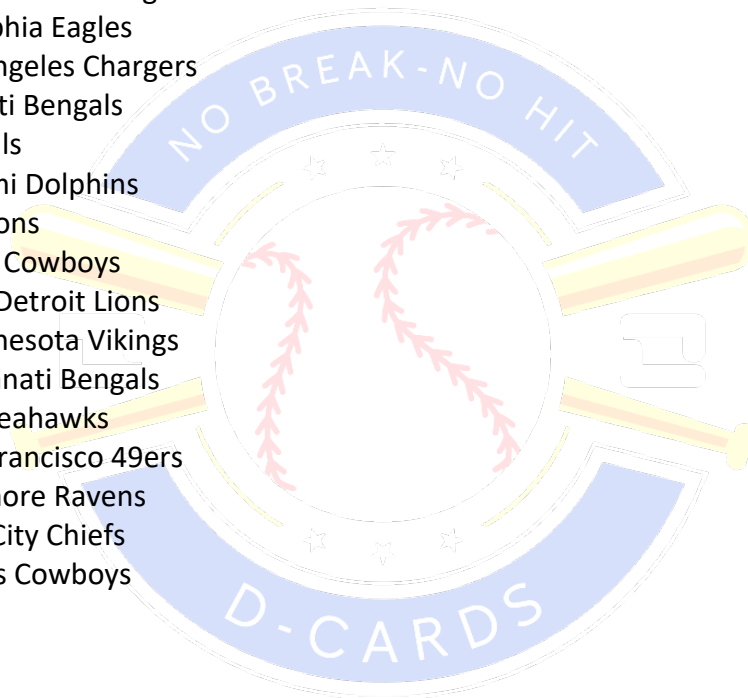 phia Eagles
ngeles Chargers
ti Bengals
ls
ni Dolphins
ons
Cowboys
Detroit Lions
nesota Vikings
nnati Bengals
eahawks
rancisco 49ers
nore Ravens
City Chiefs
s Cowboys
NO BREAK-NO HIT
D-CARDS